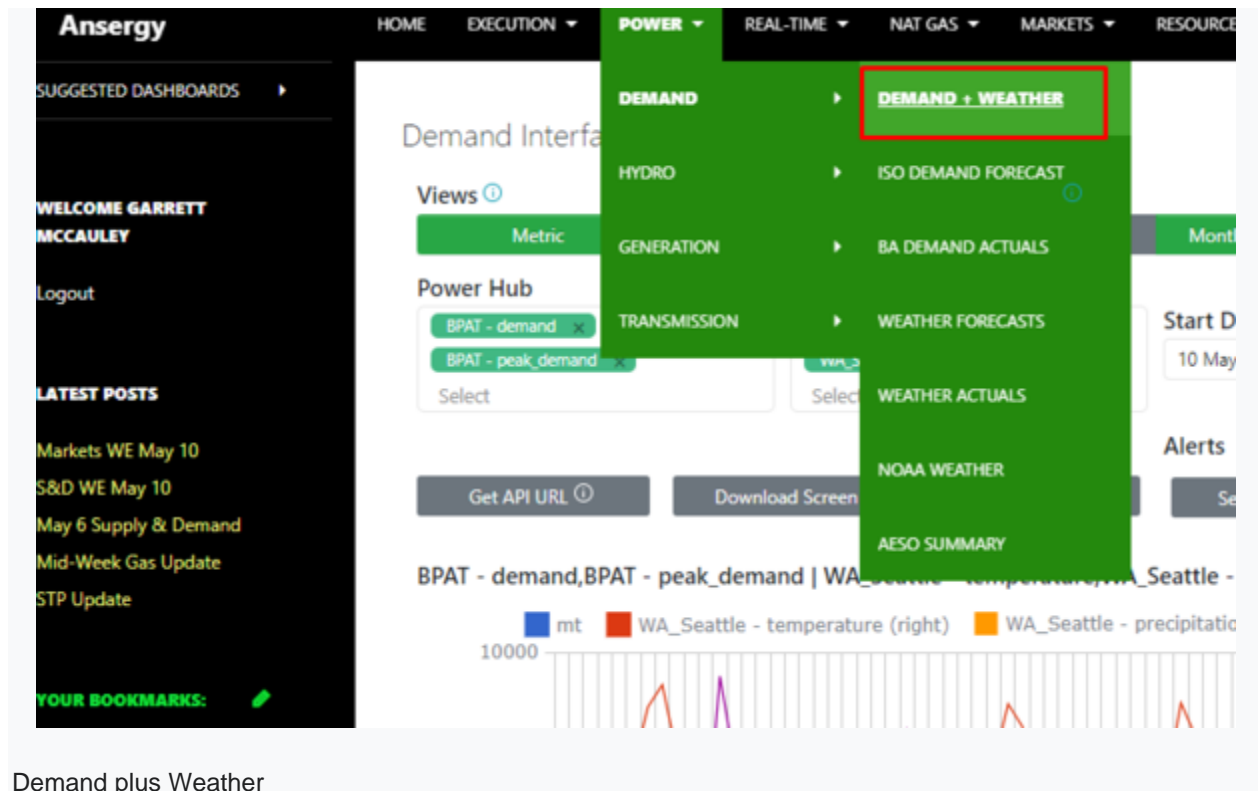 Ansergy
HOME EXECUTION POWER REAL-TIME NAT GAS MARKETS RESOURCE
SUGGESTED DASHBOARDS
WELCOME GARRETT
MCCAULEY
Logout
LATEST POSTS
Markets WE May 10
S&D WE May 10
May 6 Supply & Demand
Mid-Week Gas Update
STP Update
YOUR BOOKMARKS:
DEMAND
HYDRO
GENERATION
TRANSMISSION
DEMAND + WEATHER
ISO DEMAND FORECAST
BA DEMAND ACTUALS
WEATHER FORECASTS
WEATHER ACTUALS
NOAA WEATHER
AESO SUMMARY
Demand Interfa
Views
Metric Month
Power Hub
BPAT - demand ×
BPAT - peak_demand ×
Select
WA_S
Select
Start D
10 May
Alerts
Get API URL Download Screen Se
BPAT - demand,BPAT - peak_demand | WA_Seattle - temperature,WA_Seattle -
mt WA_Seattle - temperature (right) WA_Seattle - precipitatio
10000
Demand plus Weather